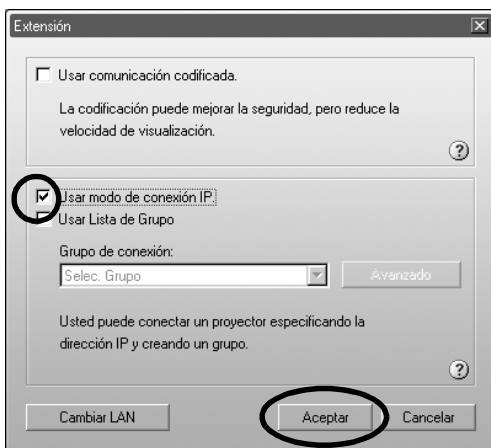 Extensión
Usar comunicación codificada.
La codificación puede mejorar la seguridad, pero reduce la
velocidad de visualización.
?
Usar modo de conexión IP.
Usar Lista de Grupo
Grupo de conexión:
Selec. Grupo
Avanzado
Usted puede conectar un proyector especificando la
dirección IP y creando un grupo.
?
Cambiar LAN
Aceptar
Cancelar